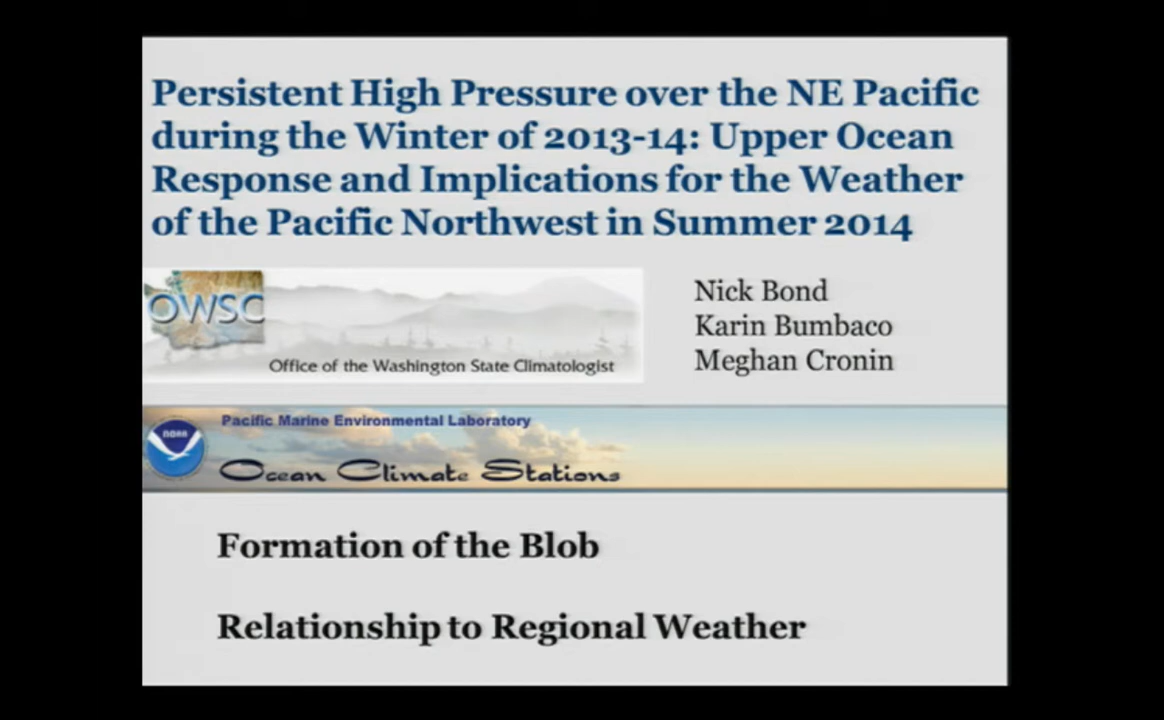 Persistent High Pressure over the NE Pacific
during the Winter of 2013-14: Upper Ocean
Response and Implications for the Weather
of the Pacific Northwest in Summer 2014
OWSC
Office of the Washington State Climatologist
Nick Bond
Karin Bumbaco
Meghan Cronin
noaa
Pacific Marine Environmental Laboratory
Ocean Climate Stations
Formation of the Blob
Relationship to Regional Weather